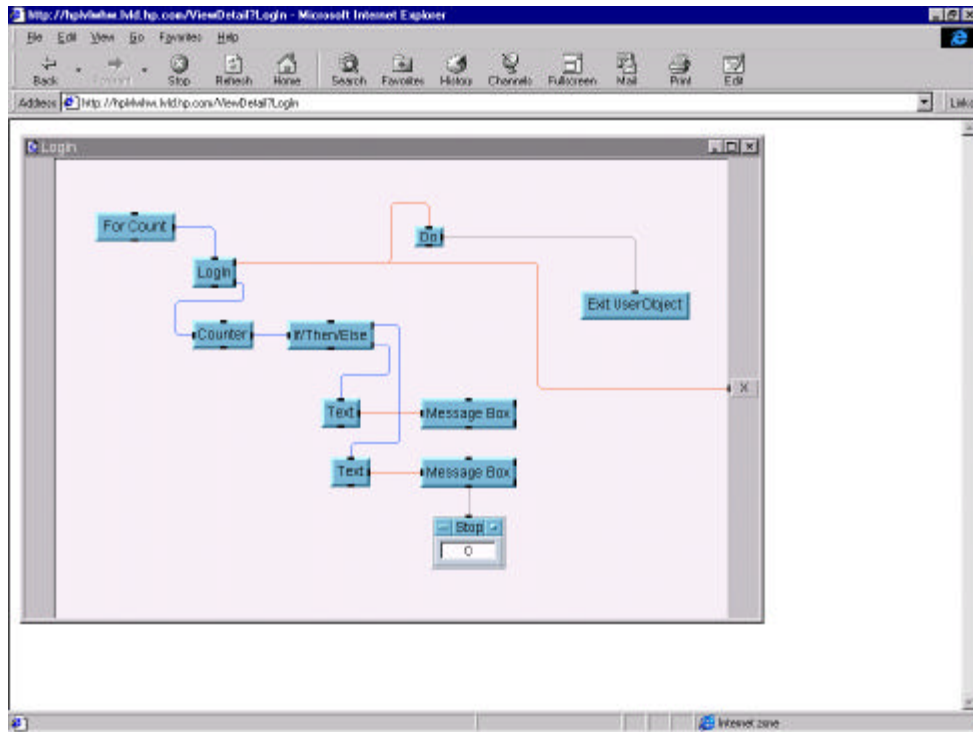 http://hplvlwhw.lvld.hp.com/ViewDetail?Login - Microsoft Internet Explorer
File Edit View Go Favorites Help
Back Forward Stop Refresh Home Search Favorites History Channels Fullscreen Mail Print Edit
Address http://hplvlwhw.lvld.hp.com/ViewDetail?Login Links
Login
For Count
Do
Login
Exit UserObject
Counter If/Then/Else
X
Text Message Box
Text Message Box
Stop
0
Internet zone